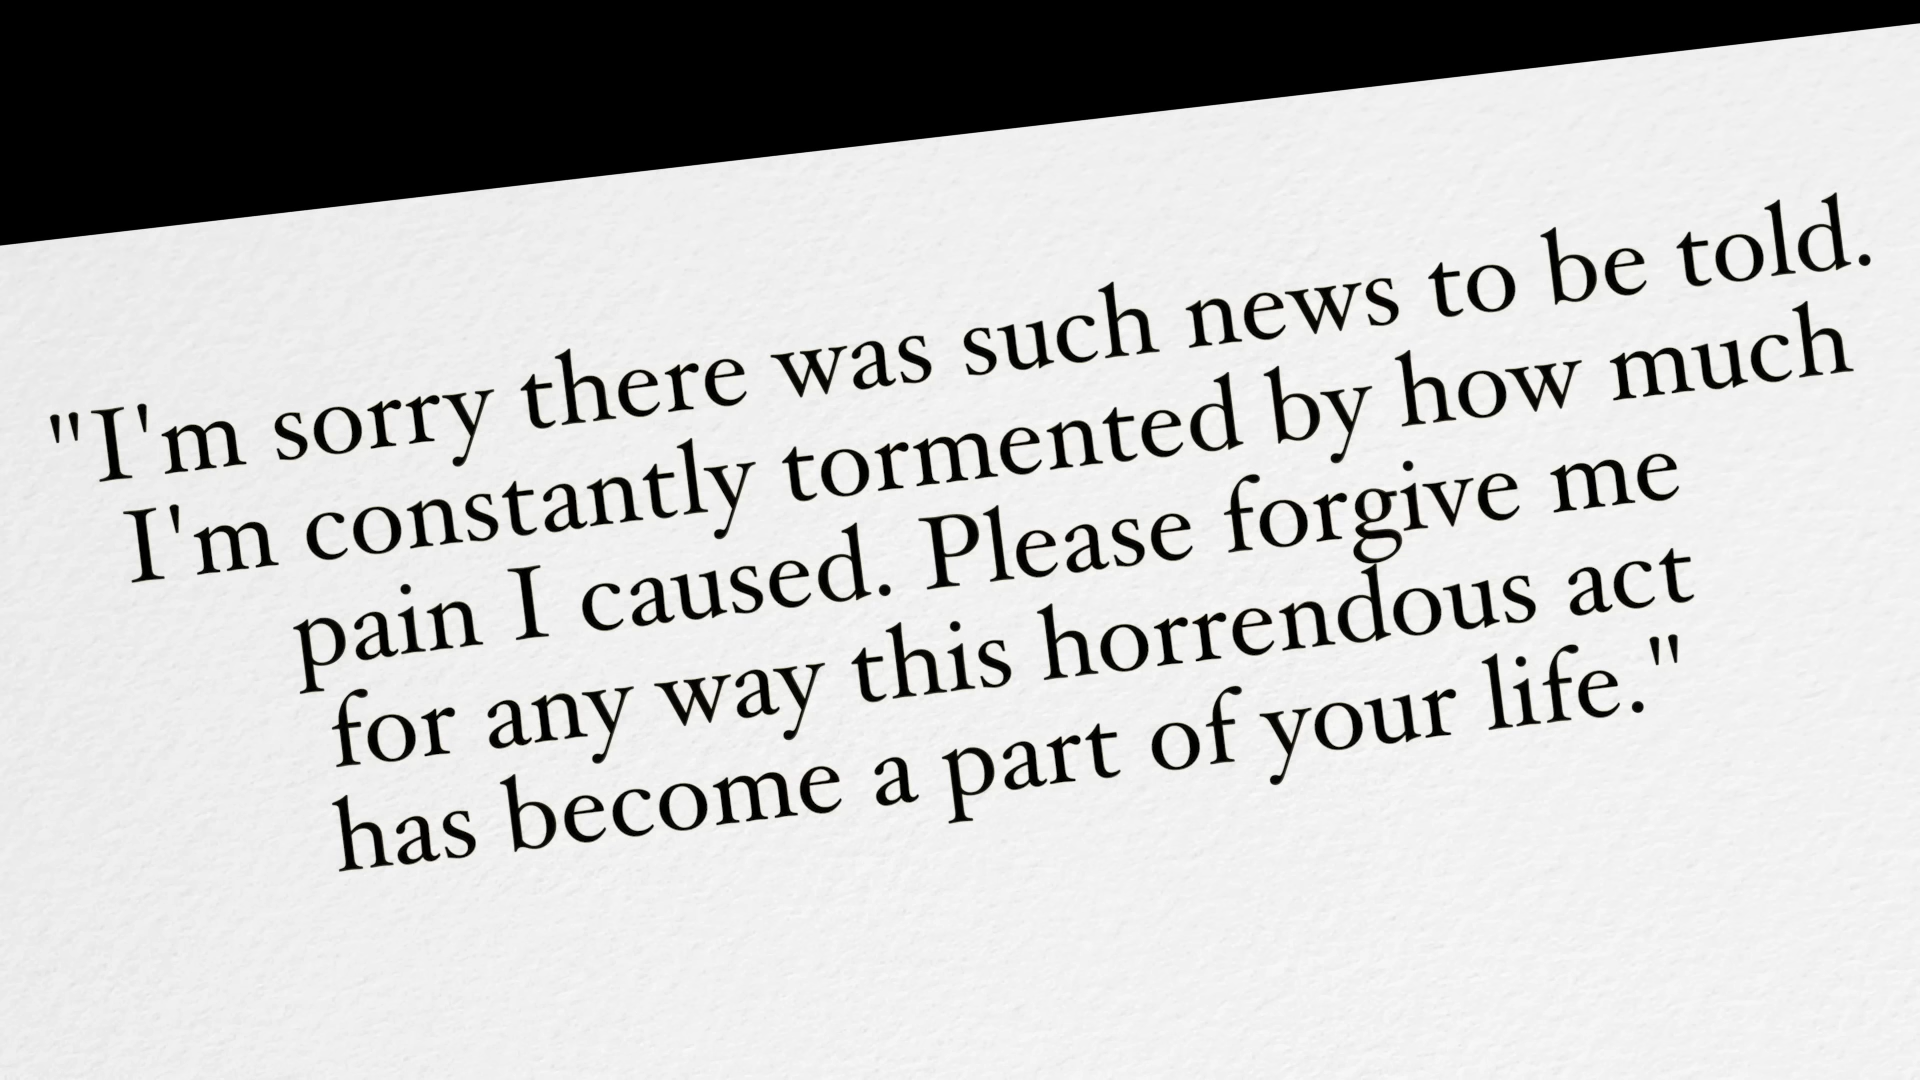 "I'm sorry there was such news to be told.
I'm constantly tormented by how much
pain I caused. Please forgive me
for any way this horrendous act
has become a part of your life."